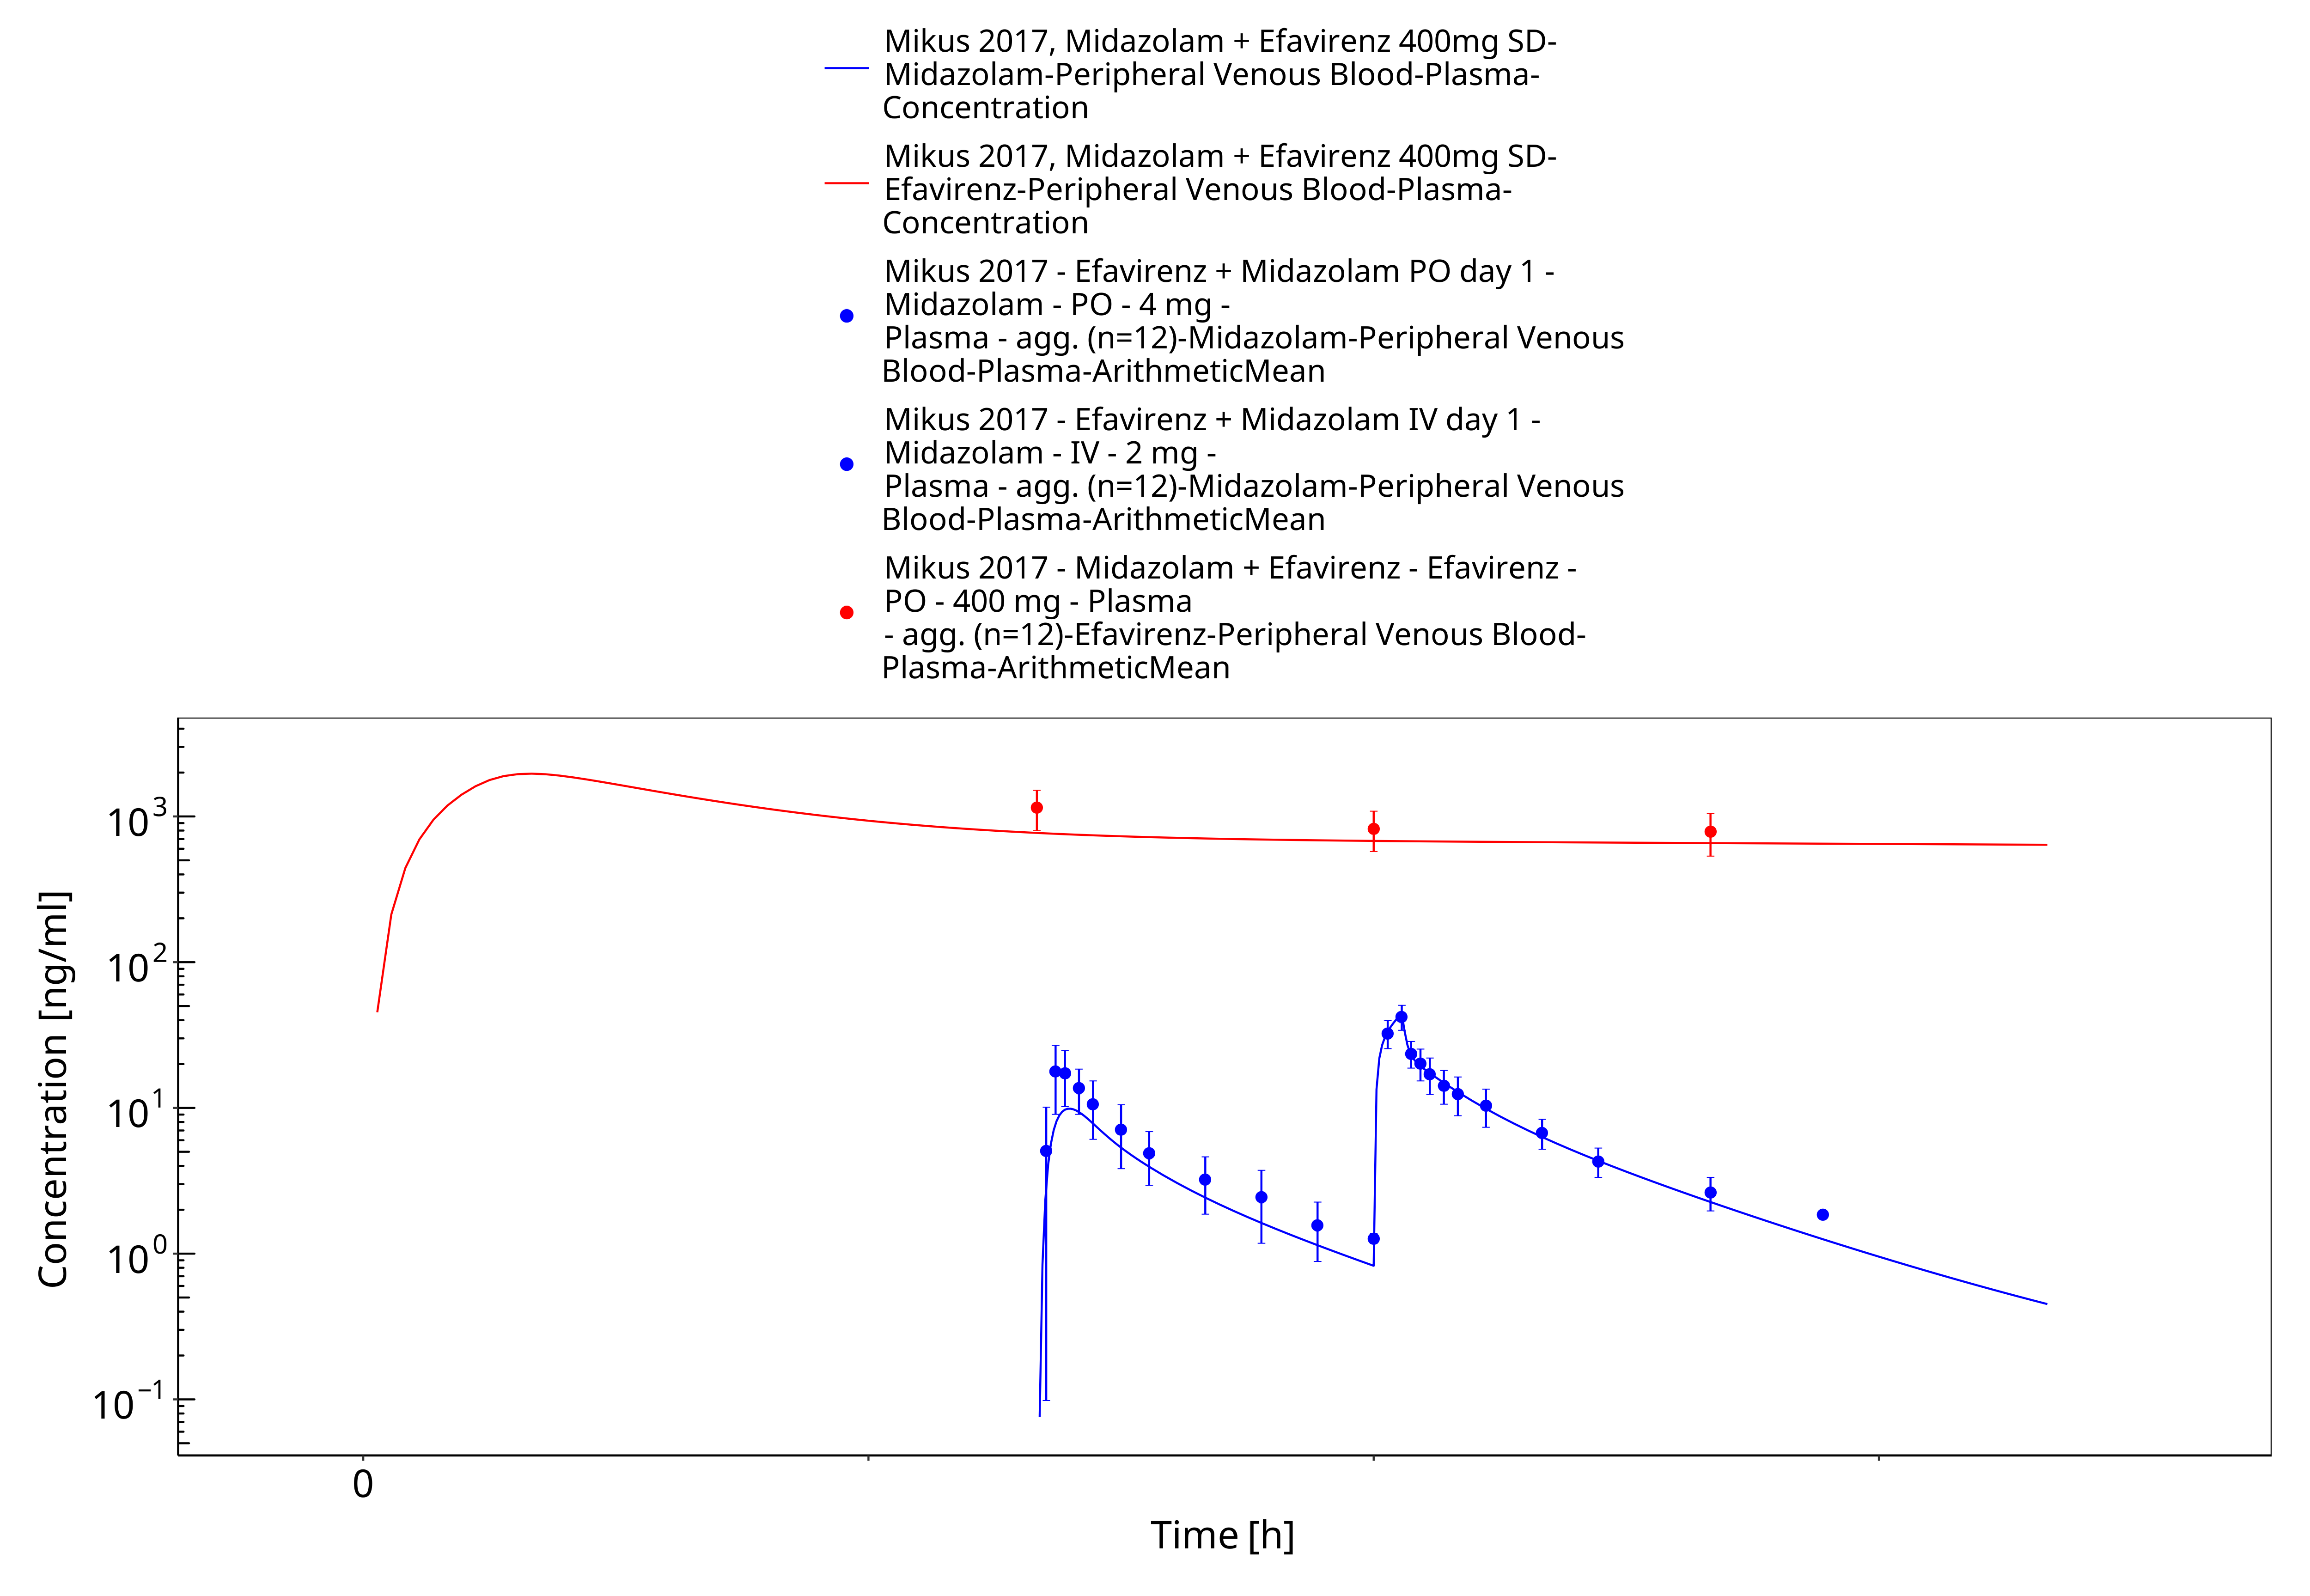 Mikus 2017, Midazolam + Efavirenz 400mg SD-
Midazolam-Peripheral Venous Blood-Plasma-
Concentration
Mikus 2017, Midazolam + Efavirenz 400mg SD-
Efavirenz-Peripheral Venous Blood-Plasma-
Concentration
Mikus 2017 - Efavirenz + Midazolam PO day 1 -
Midazolam - PO - 4 mg -
Plasma - agg. (n=12)-Midazolam-Peripheral Venous
Blood-Plasma-ArithmeticMean
Mikus 2017 - Efavirenz + Midazolam IV day 1 -
Midazolam - IV - 2 mg -
Plasma - agg. (n=12)-Midazolam-Peripheral Venous
Blood-Plasma-ArithmeticMean
Mikus 2017 - Midazolam + Efavirenz - Efavirenz -
PO - 400 mg - Plasma
- agg. (n=12)-Efavirenz-Peripheral Venous Blood-
Plasma-ArithmeticMean
Concentration [ng/ml]
10³
10²
10¹
10⁰
10⁻¹
0
Time [h]